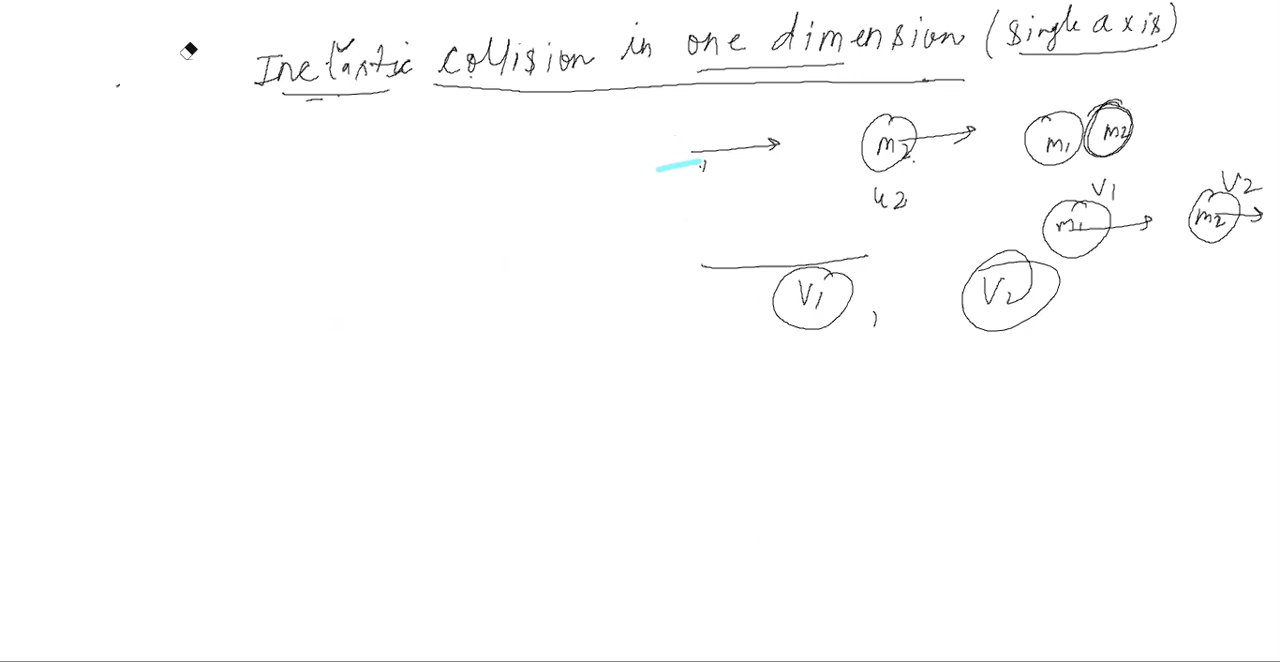 Inelastic collision in one dimension (single axis)
m2 m1 m2
u2 v1 v2
m1 m2
v1 , v2